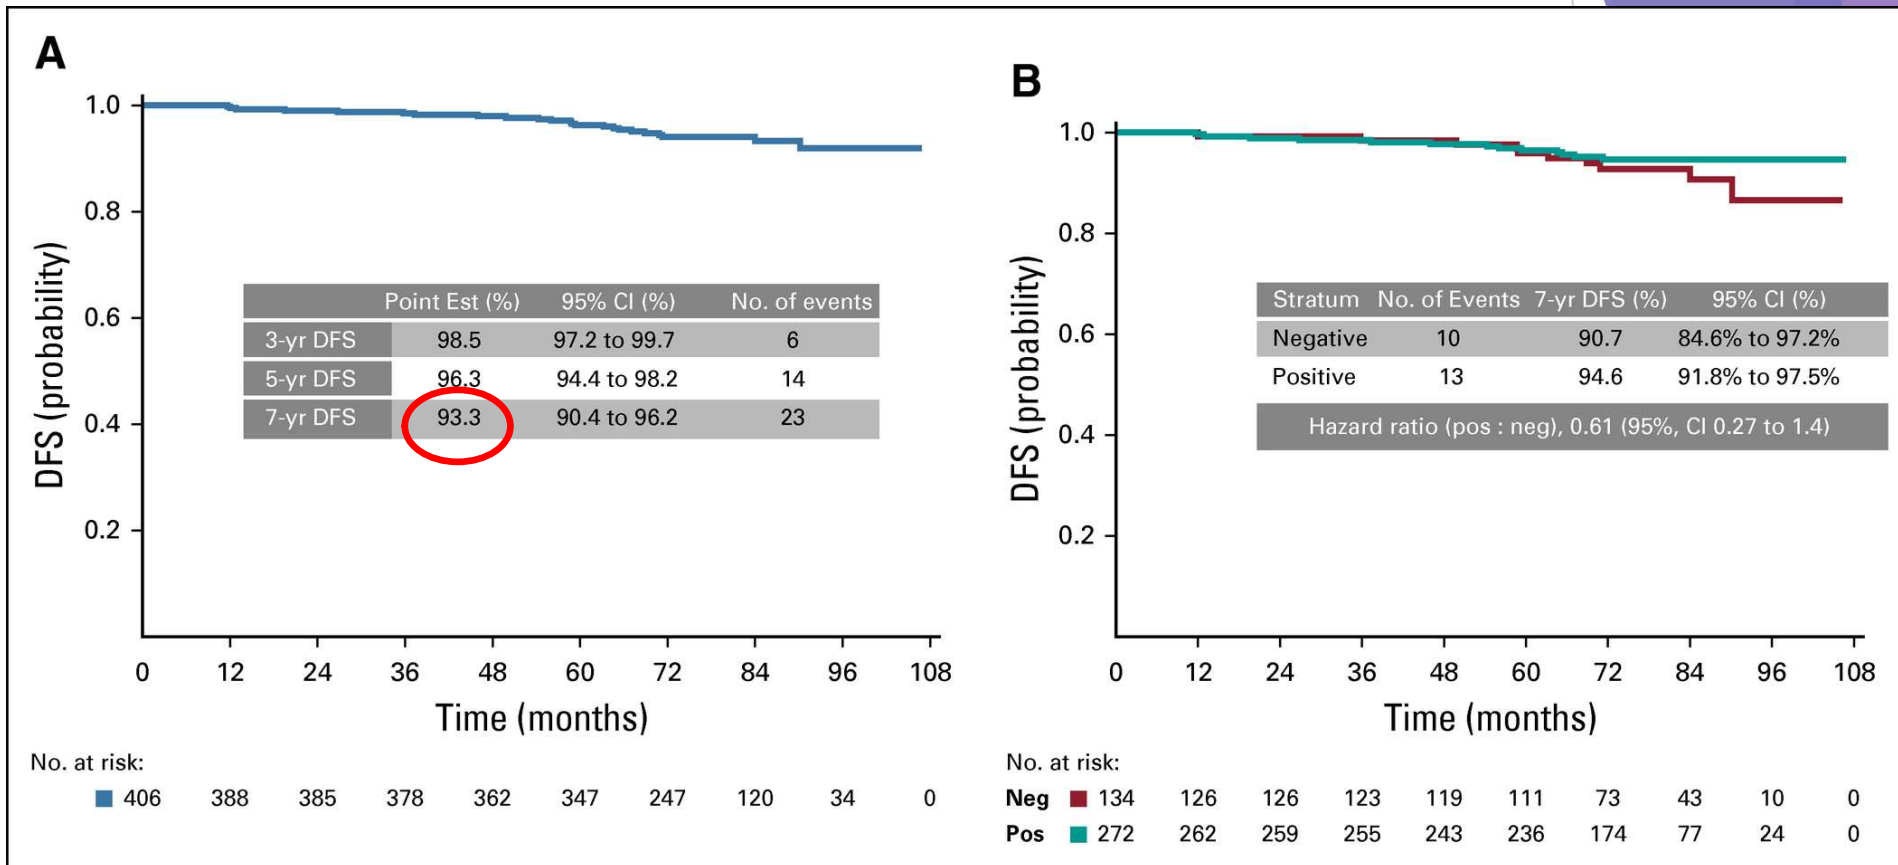 A
1.0
0.8
0.6
0.4
0.2
DFS (probability)
Point Est (%) 95% CI (%) No. of events
3-yr DFS 98.5 97.2 to 99.7 6
5-yr DFS 96.3 94.4 to 98.2 14
7-yr DFS 93.3 90.4 to 96.2 23
0 12 24 36 48 60 72 84 96 108
Time (months)
No. at risk:
406 388 385 378 362 347 247 120 34 0
B
1.0
0.8
0.6
0.4
0.2
DFS (probability)
Stratum No. of Events 7-yr DFS (%) 95% CI (%)
Negative 10 90.7 84.6% to 97.2%
Positive 13 94.6 91.8% to 97.5%
Hazard ratio (pos : neg), 0.61 (95%, CI 0.27 to 1.4)
0 12 24 36 48 60 72 84 96 108
Time (months)
No. at risk:
Neg 134 126 126 123 119 111 73 43 10 0
Pos 272 262 259 255 243 236 174 77 24 0